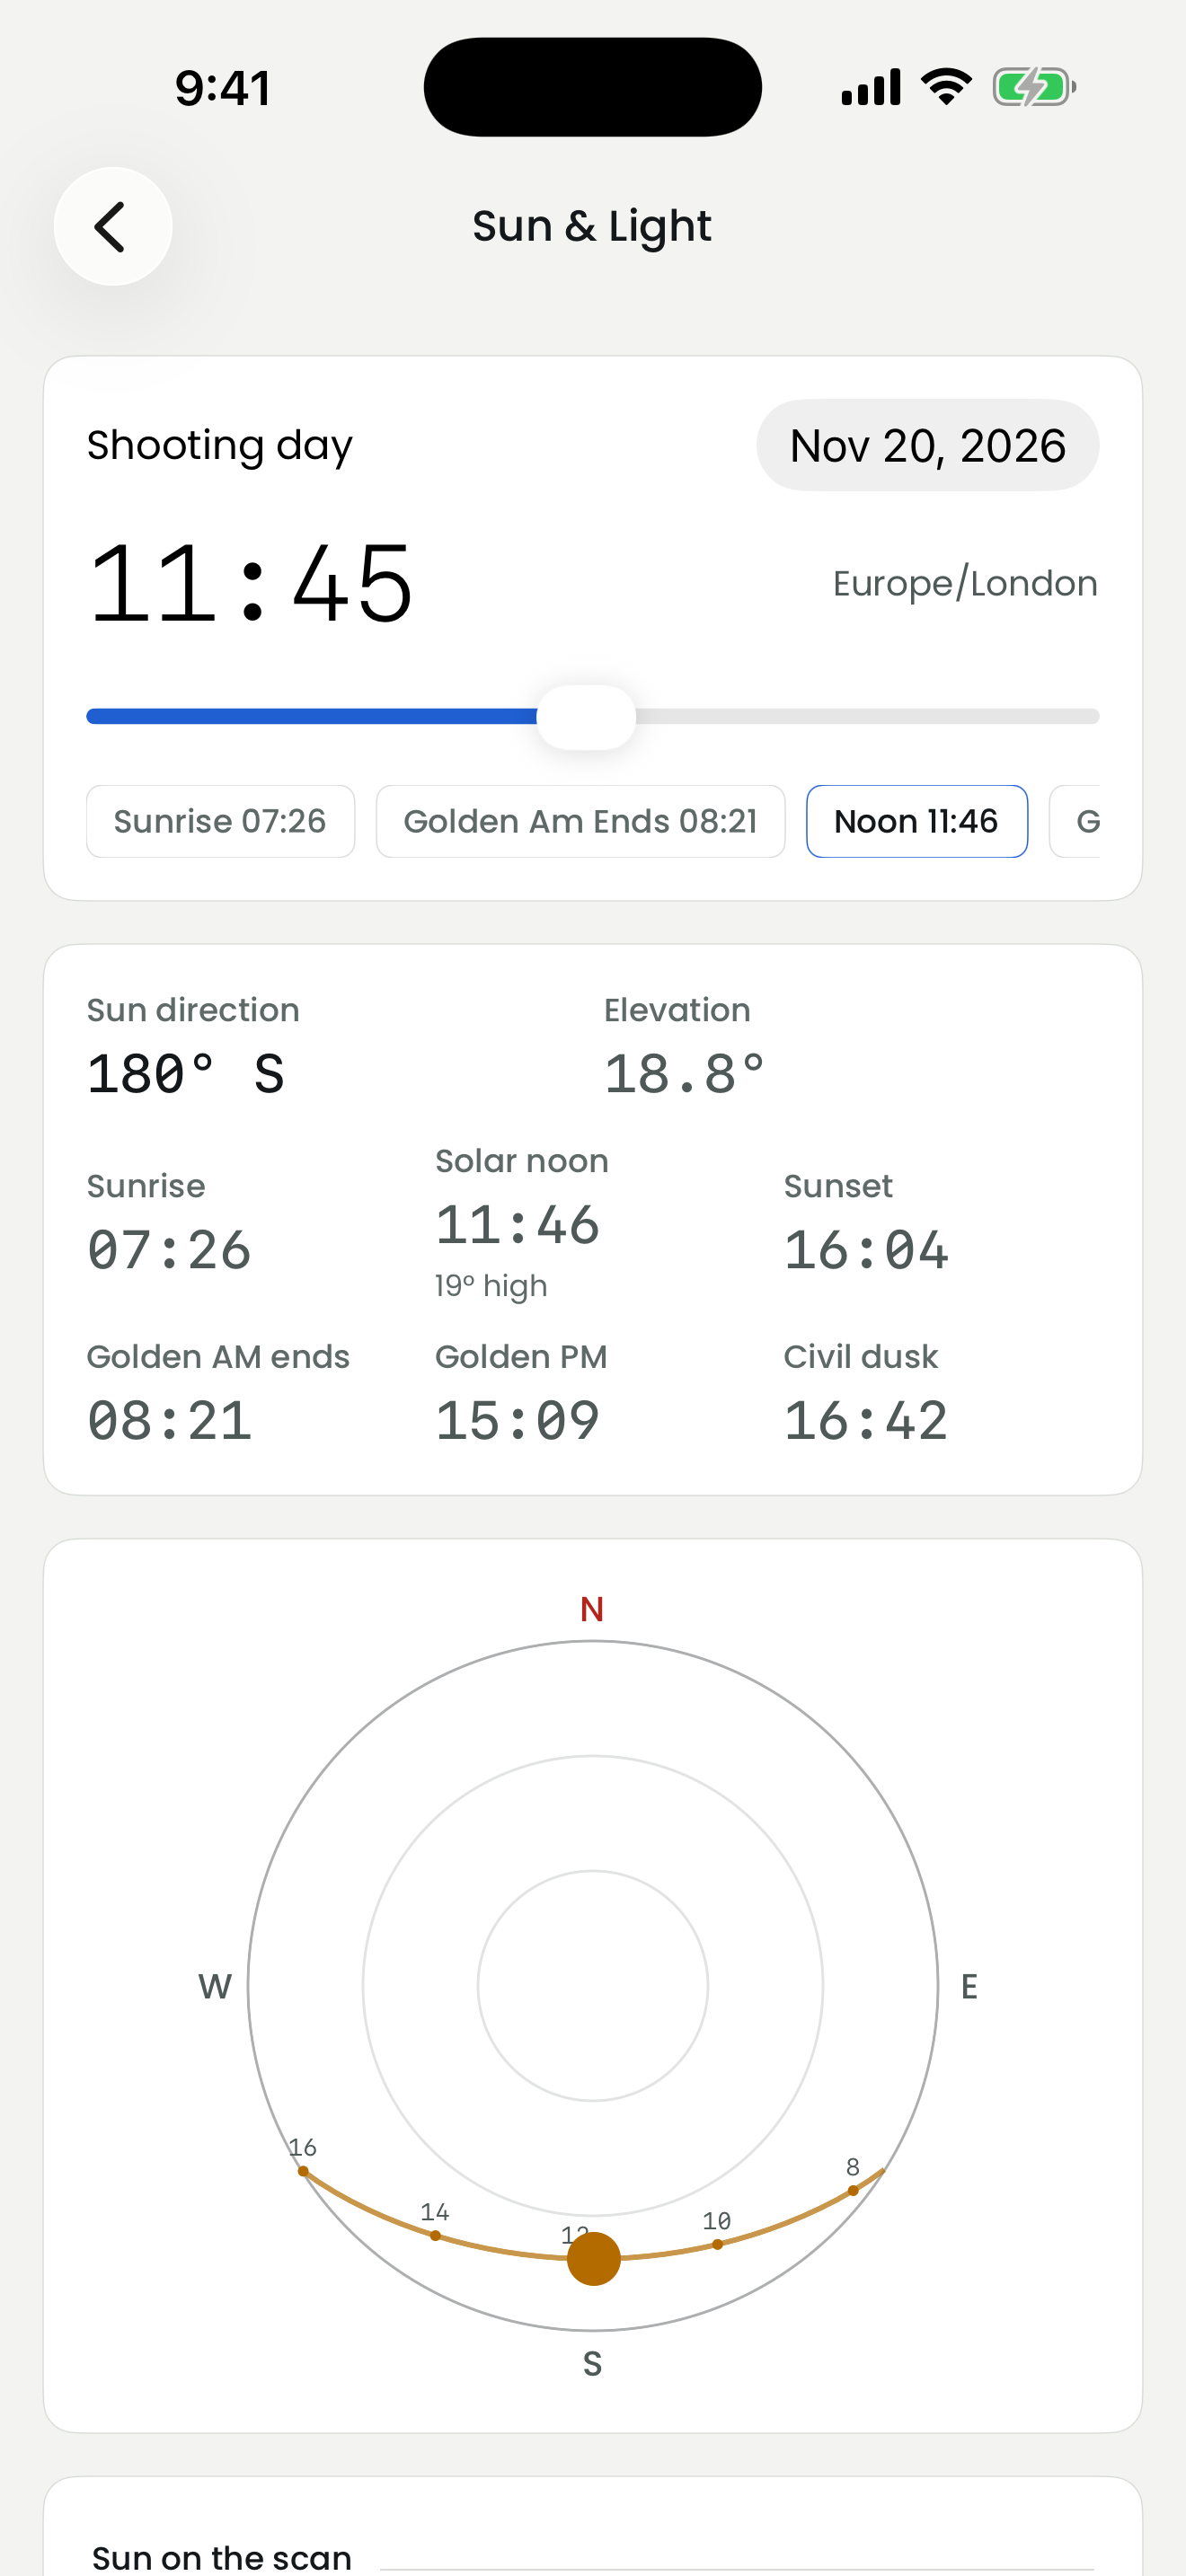 9:41
Sun & Light
Shooting day
Nov 20, 2026
11:45
Europe/London
Sunrise 07:26
Golden Am Ends 08:21
Noon 11:46
G
Sun direction
Elevation
180° S
18.8°
Sunrise
Solar noon
Sunset
07:26
11:46
16:04
19° high
Golden AM ends
Golden PM
Civil dusk
08:21
15:09
16:42
N
W
E
16
8
14
10
S
Sun on the scan